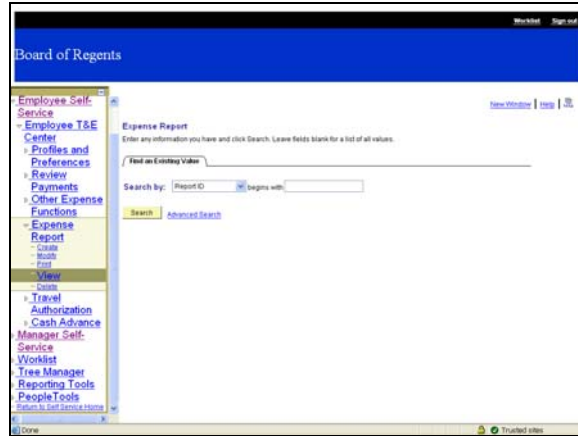 Worklist Sign out
Board of Regents
New Window Help
Employee Self-
Service
Employee T&E
Center
Profiles and
Preferences
Review
Payments
Other Expense
Functions
Expense
Report
Create
Modify
Print
View
Delete
Travel
Authorization
Cash Advance
Manager Self-
Service
Worklist
Tree Manager
Reporting Tools
PeopleTools
Return to Self Service Home
Expense Report
Enter any information you have and click Search. Leave fields blank for a list of all values.
Find an Existing Value
Search by: Report ID begins with
Search Advanced Search
Done Trusted sites